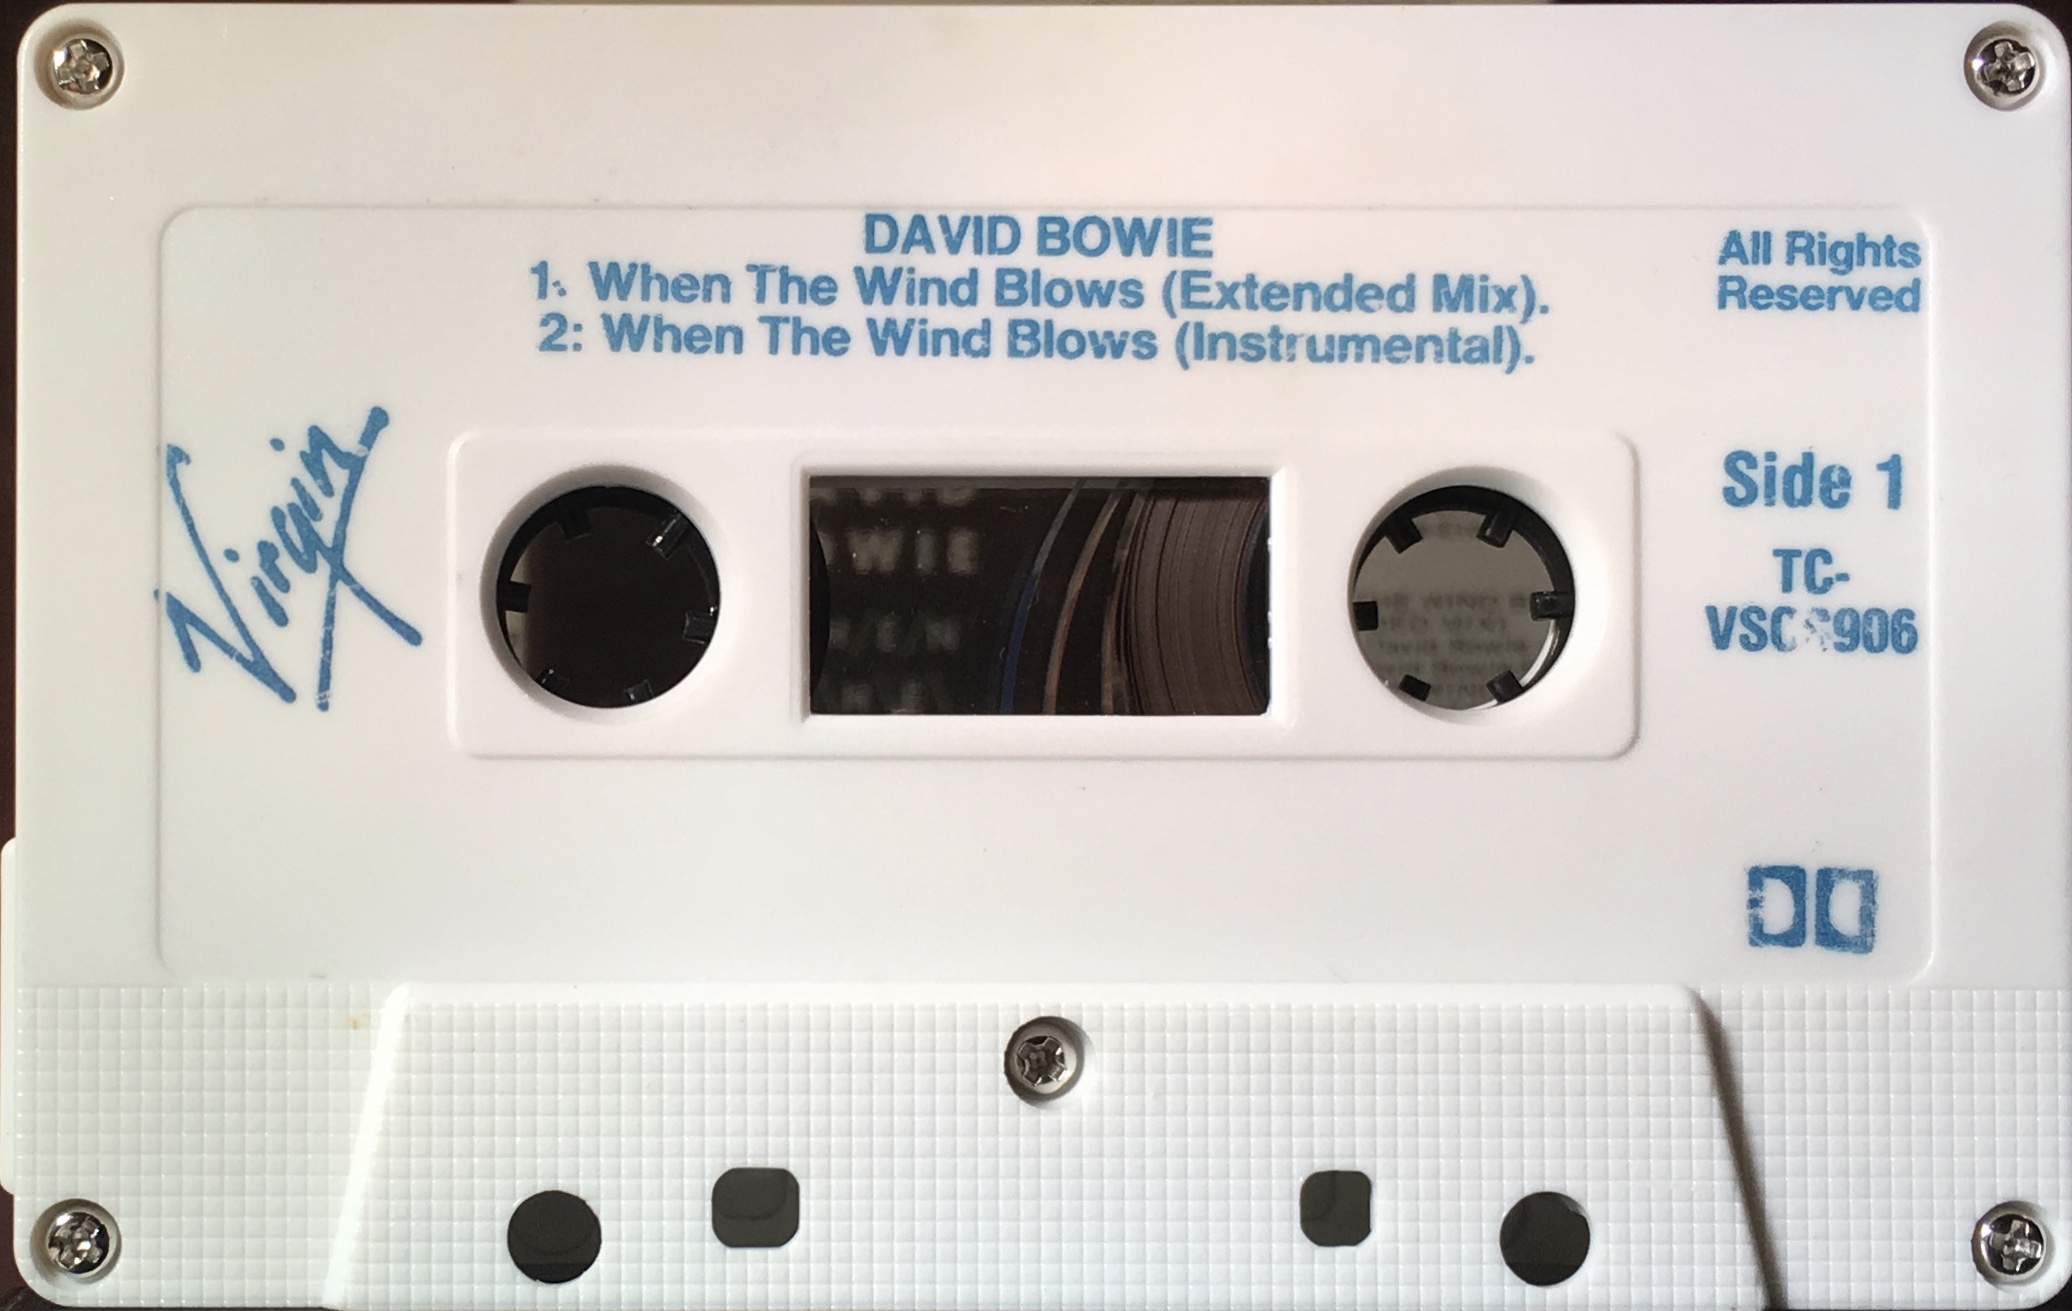 DAVID BOWIE
1. When The Wind Blows (Extended Mix).
2: When The Wind Blows (Instrumental).
All Rights
Reserved
Virgin
Side 1
TC-
OWIE